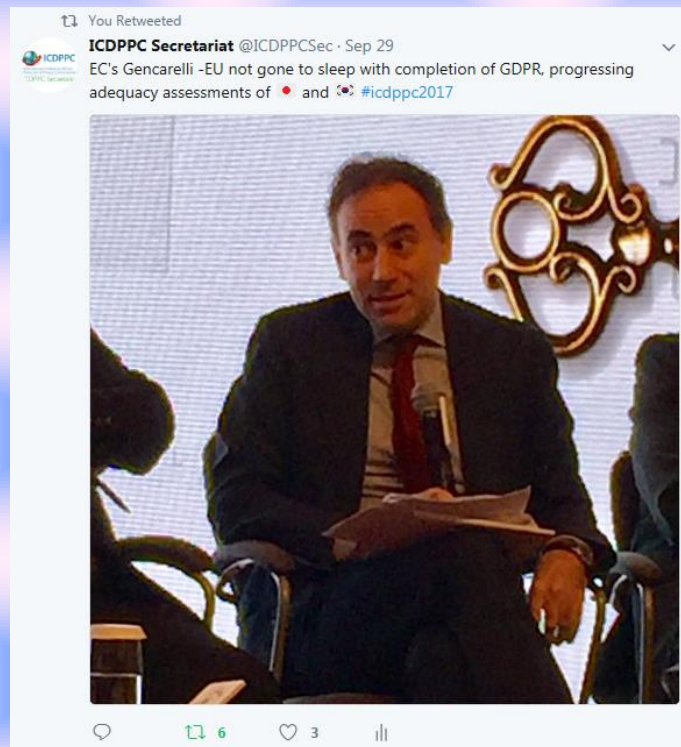 You Retweeted
ICDPPC Secretariat @ICDPPCSec · Sep 29
ICDPPC
EC's Gencarelli -EU not gone to sleep with completion of GDPR, progressing
adequacy assessments of 🇯🇵 and 🇰🇷 #icdppc2017
6 3